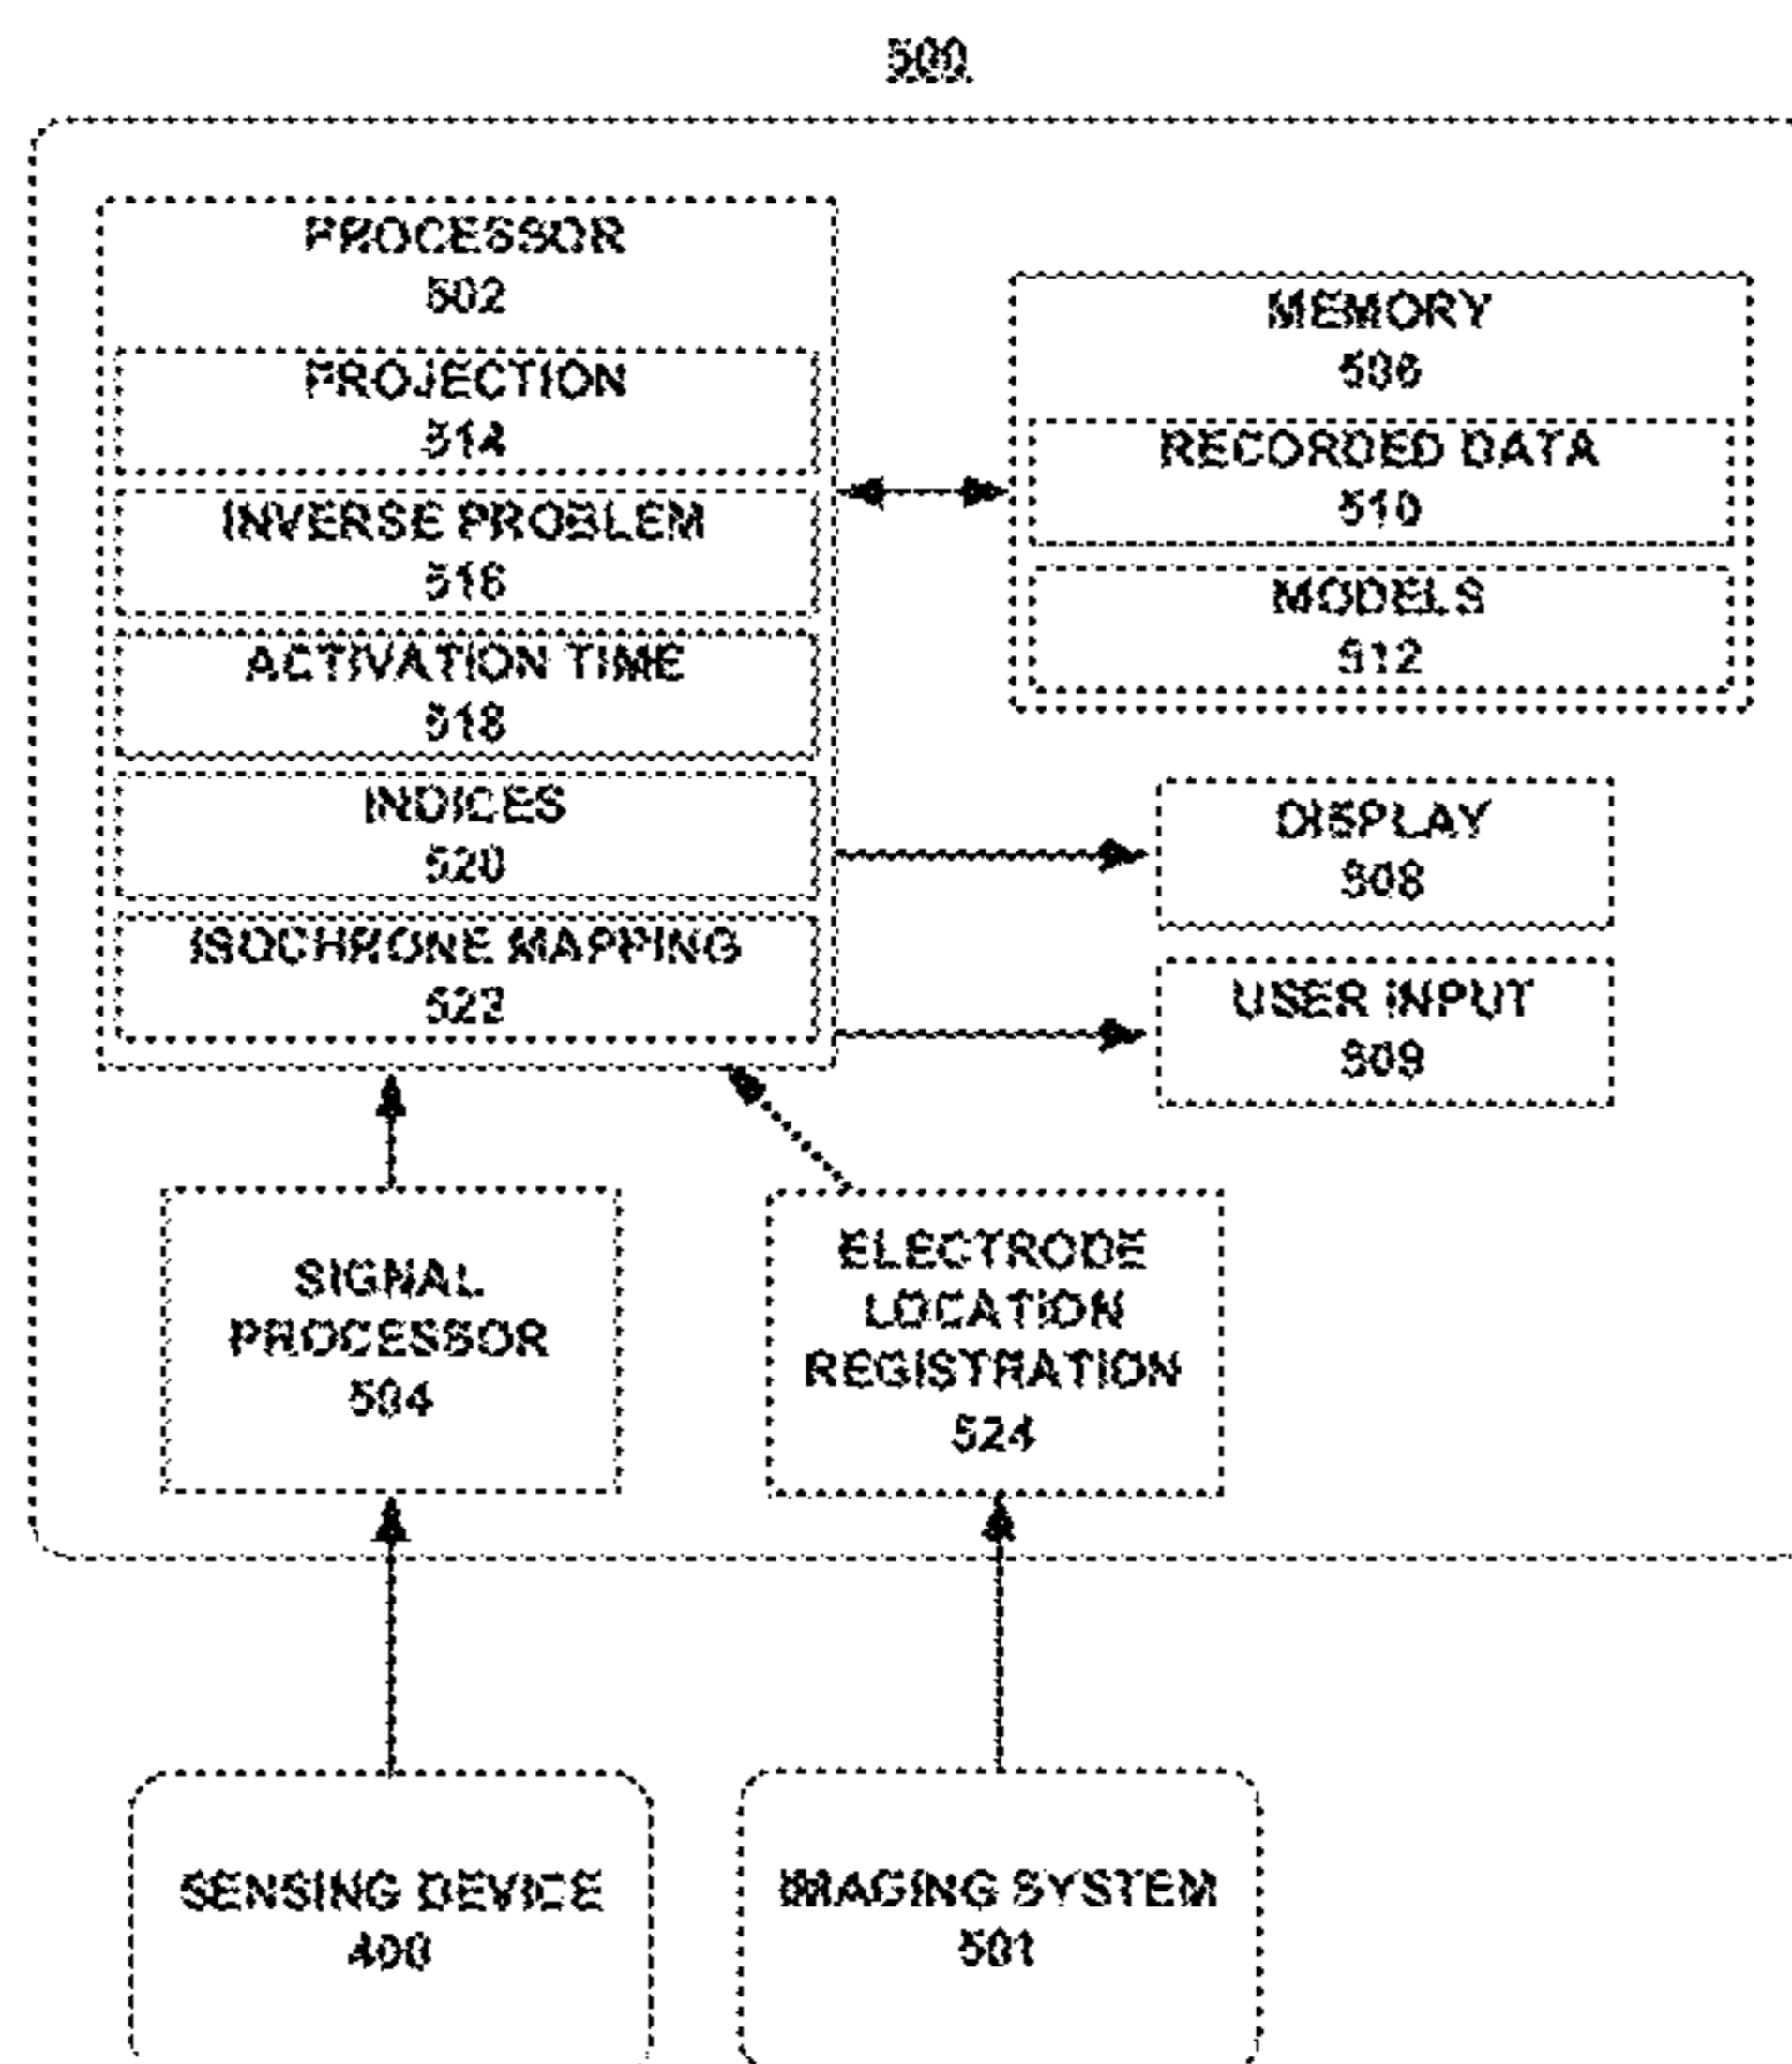 500
PROCESSOR
502
PROJECTION
514
INVERSE PROBLEM
516
ACTIVATION TIME
518
INDICES
520
ISOCHRONE MAPPING
522
MEMORY
506
RECORDED DATA
510
MODELS
512
DISPLAY
508
USER INPUT
509
SIGNAL
PROCESSOR
504
ELECTRODE
LOCATION
REGISTRATION
524
SENSING DEVICE
400
IMAGING SYSTEM
501